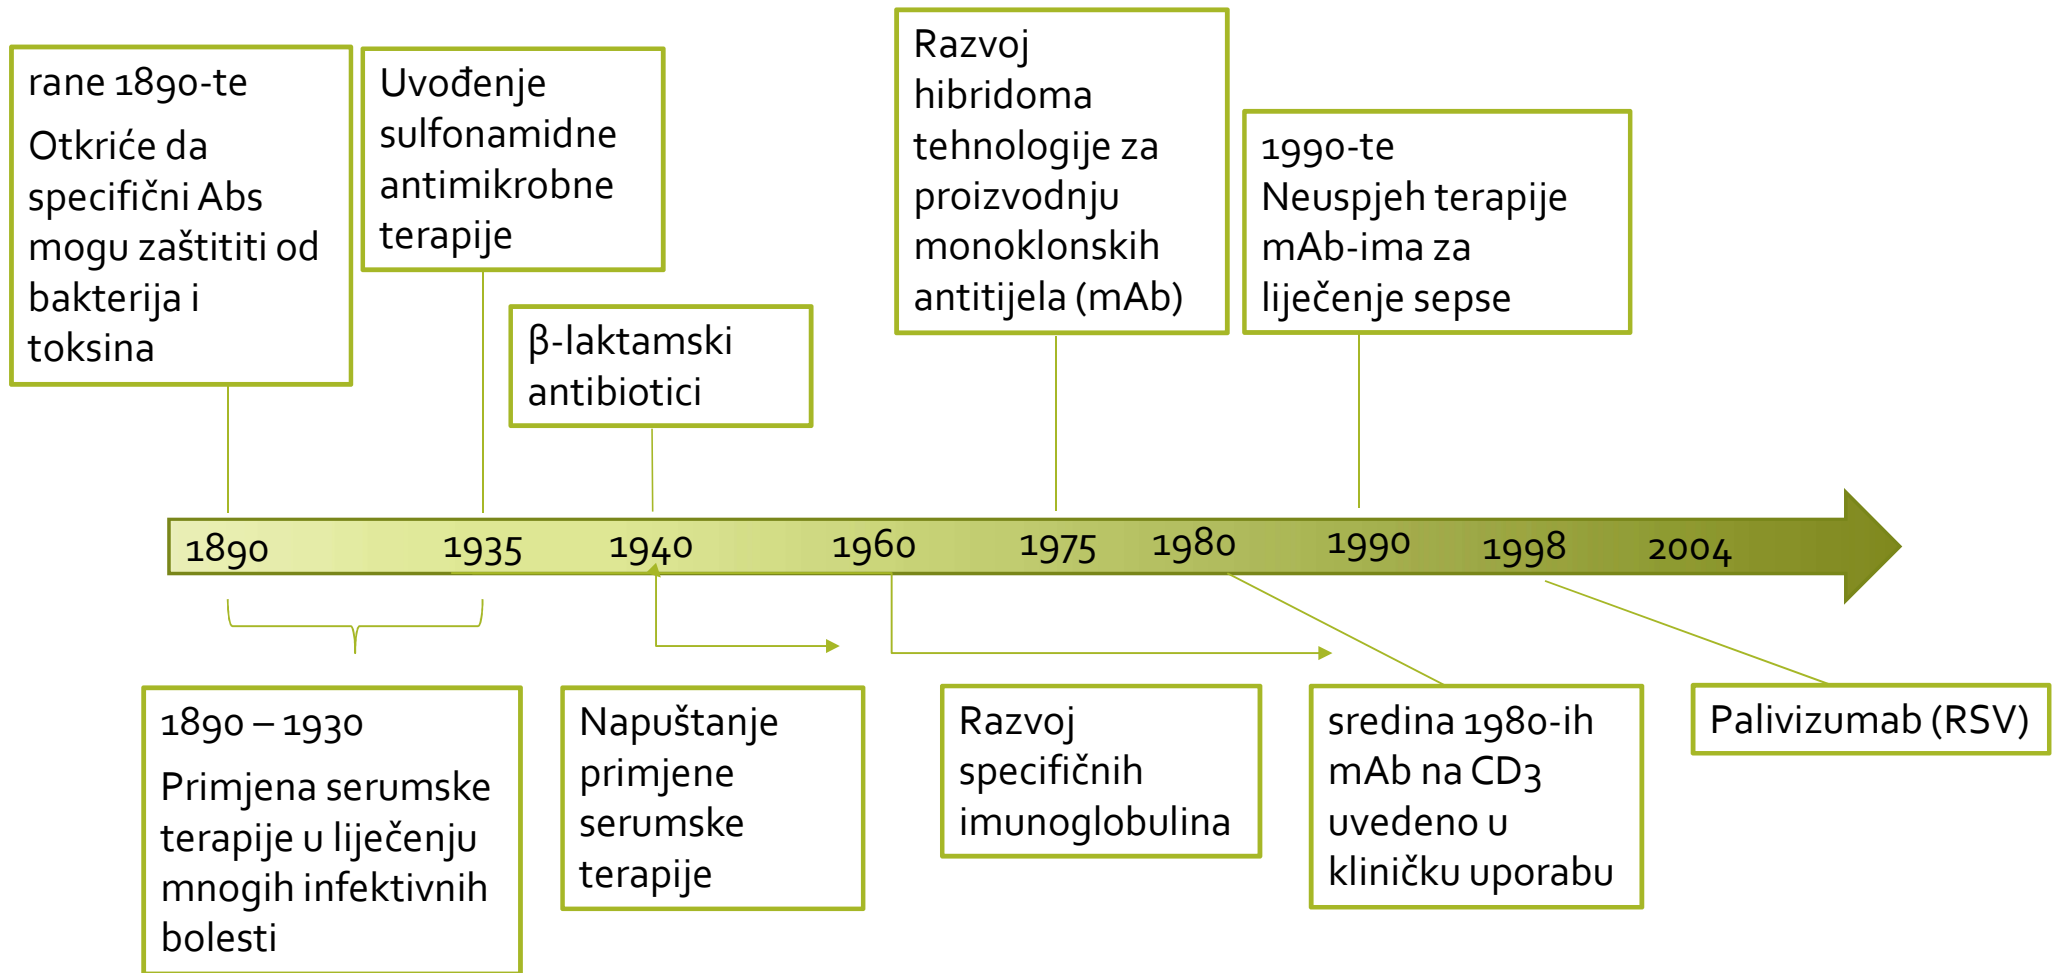 rane 1890-te
Otkriće da
specifični Abs
mogu zaštititi od
bakterija i
toksina
Uvođenje
sulfonamidne
antimikrobne
terapije
β-laktamski
antibiotici
Razvoj
hibridoma
tehnologije za
proizvodnju
monoklonskih
antitijela (mAb)
1990-te
Neuspjeh terapije
mAb-ima za
liječenje sepse
1890 1935 1940 1960 1975 1980 1990 1998 2004
1890 – 1930
Primjena serumske
terapije u liječenju
mnogih infektivnih
bolesti
Napuštanje
primjene
serumske
terapije
Razvoj
specifičnih
imunoglobulina
sredina 1980-ih
mAb na CD3
uvedeno u
kliničku uporabu
Palivizumab (RSV)